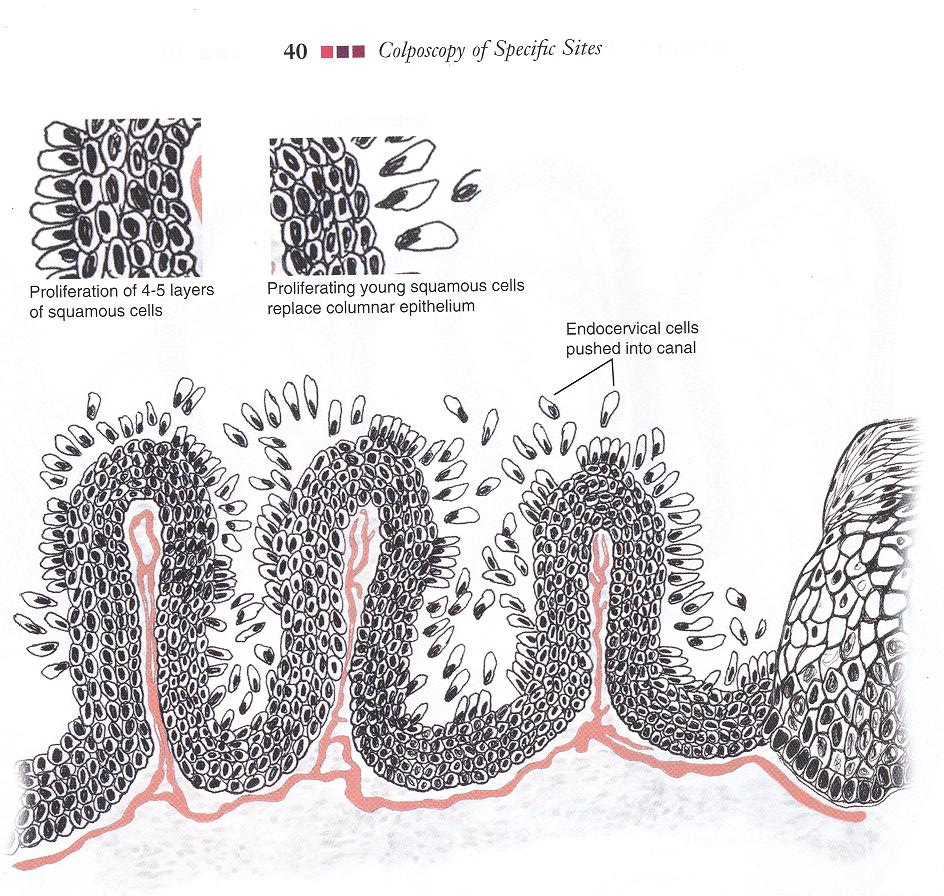 40 Colposcopy of Specific Sites
Proliferation of 4-5 layers
of squamous cells
Proliferating young squamous cells
replace columnar epithelium
Endocervical cells
pushed into canal